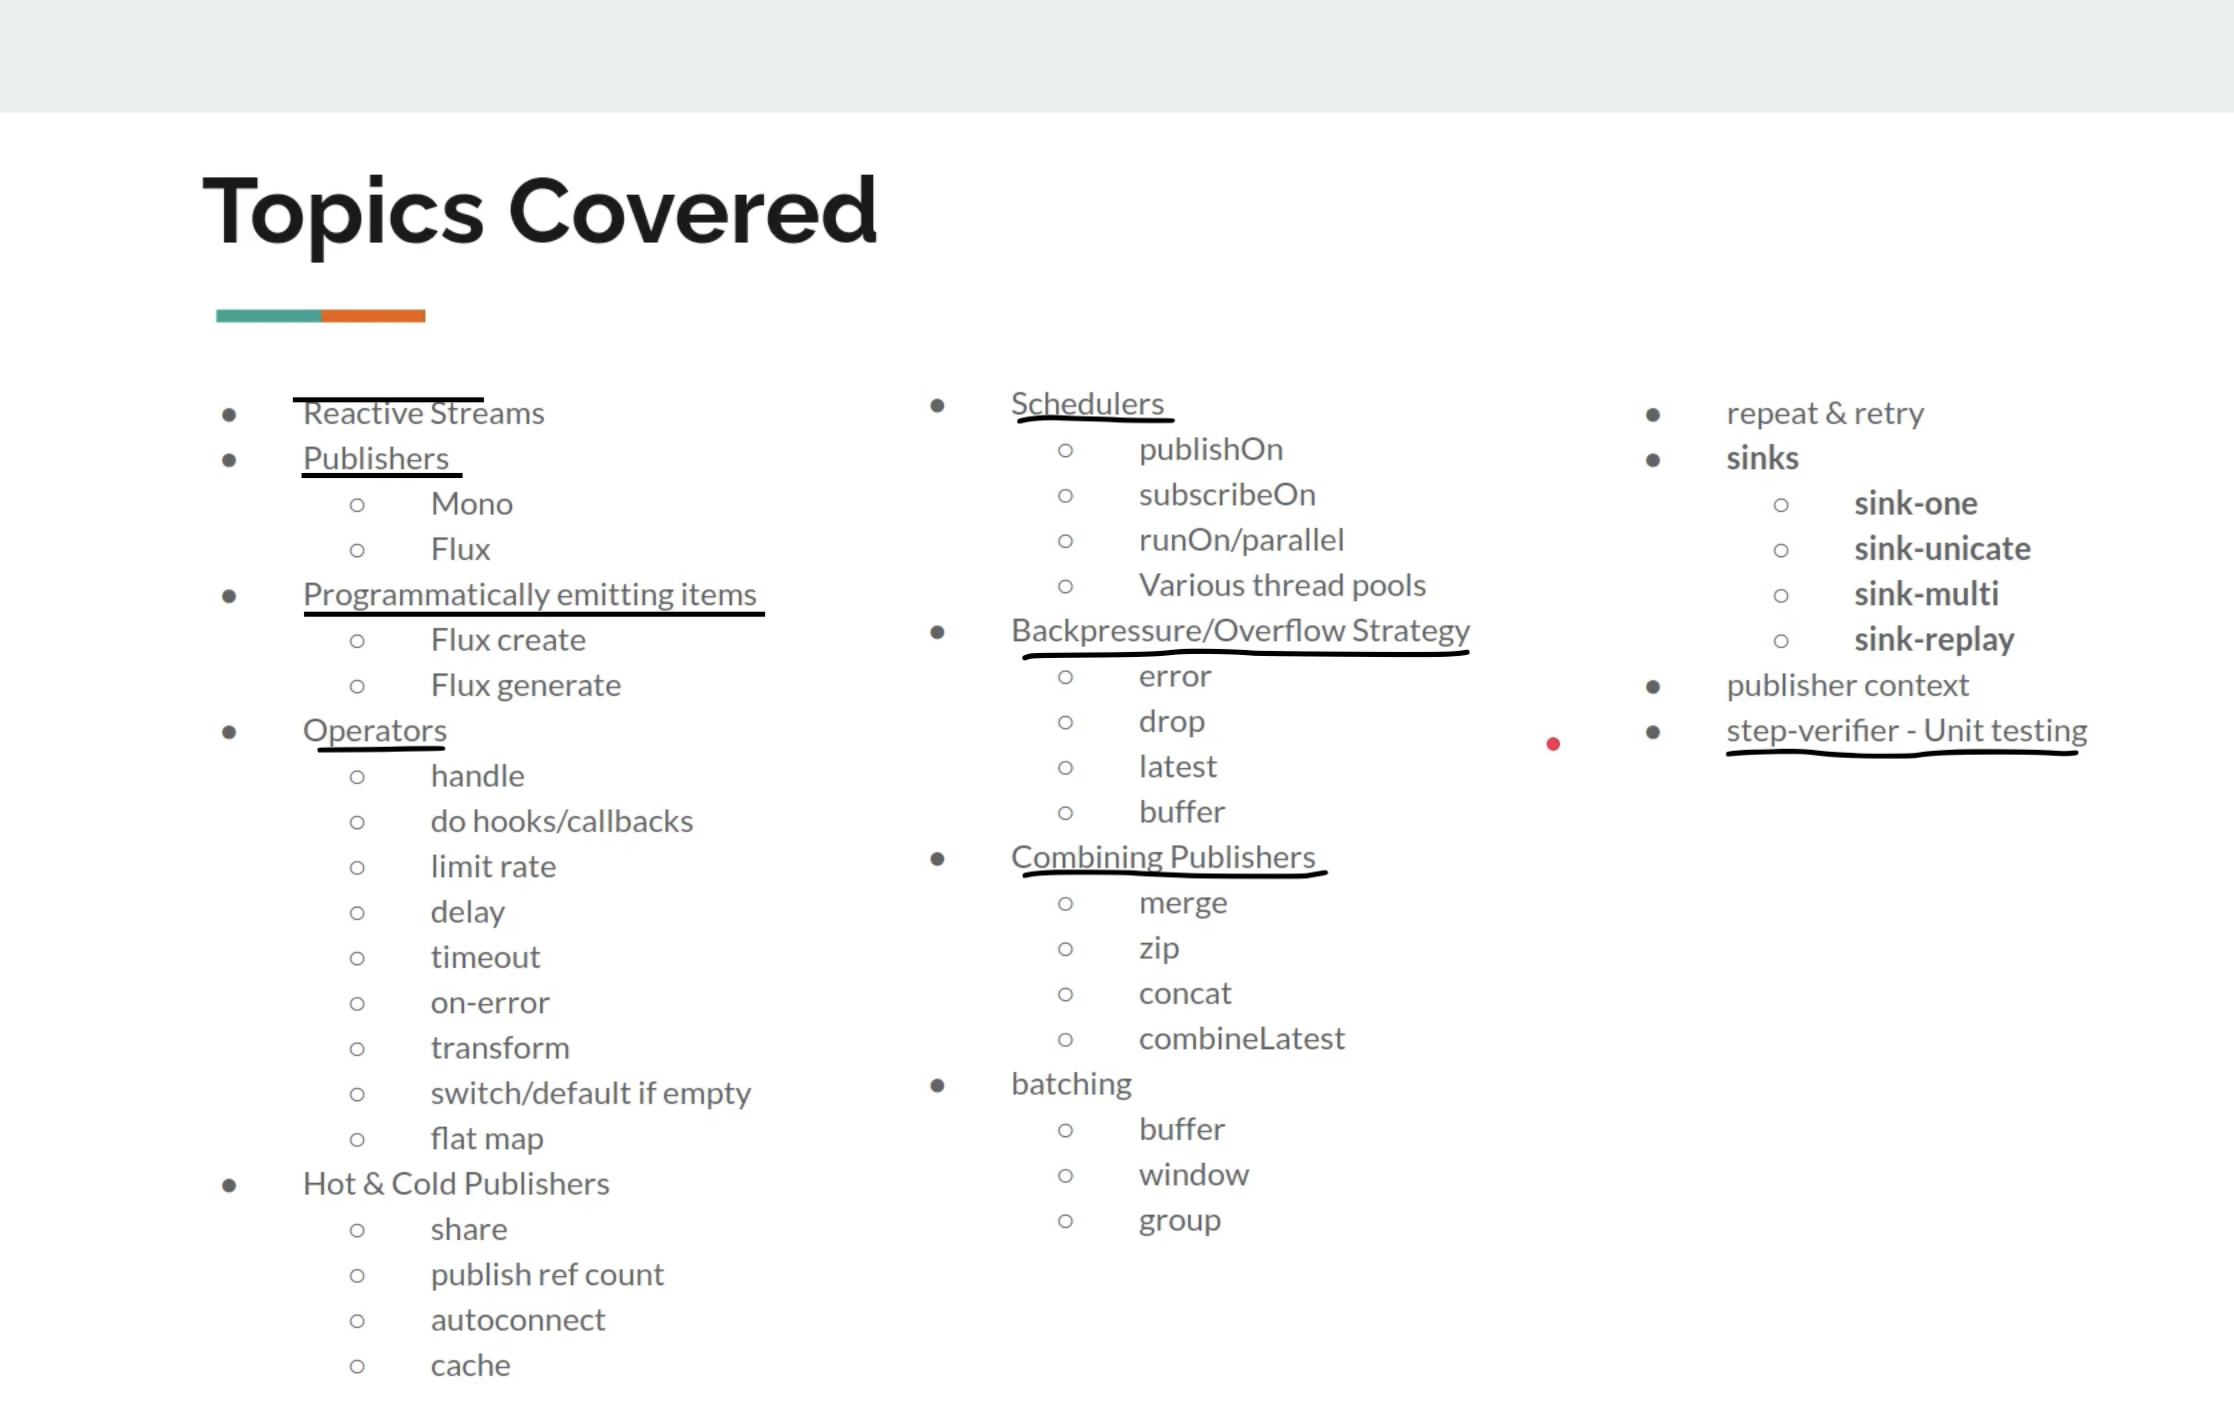 Topics Covered
Reactive Streams
Publishers
Mono
Flux
Programmatically emitting items
Flux create
Flux generate
Operators
handle
do hooks/callbacks
limit rate
delay
timeout
on-error
transform
switch/default if empty
flat map
Hot & Cold Publishers
share
publish ref count
autoconnect
cache
Schedulers
publishOn
subscribeOn
runOn/parallel
Various thread pools
Backpressure/Overflow Strategy
error
drop
latest
buffer
Combining Publishers
merge
zip
concat
combineLatest
batching
buffer
window
group
repeat & retry
sinks
sink-one
sink-unicate
sink-multi
sink-replay
publisher context
step-verifier - Unit testing